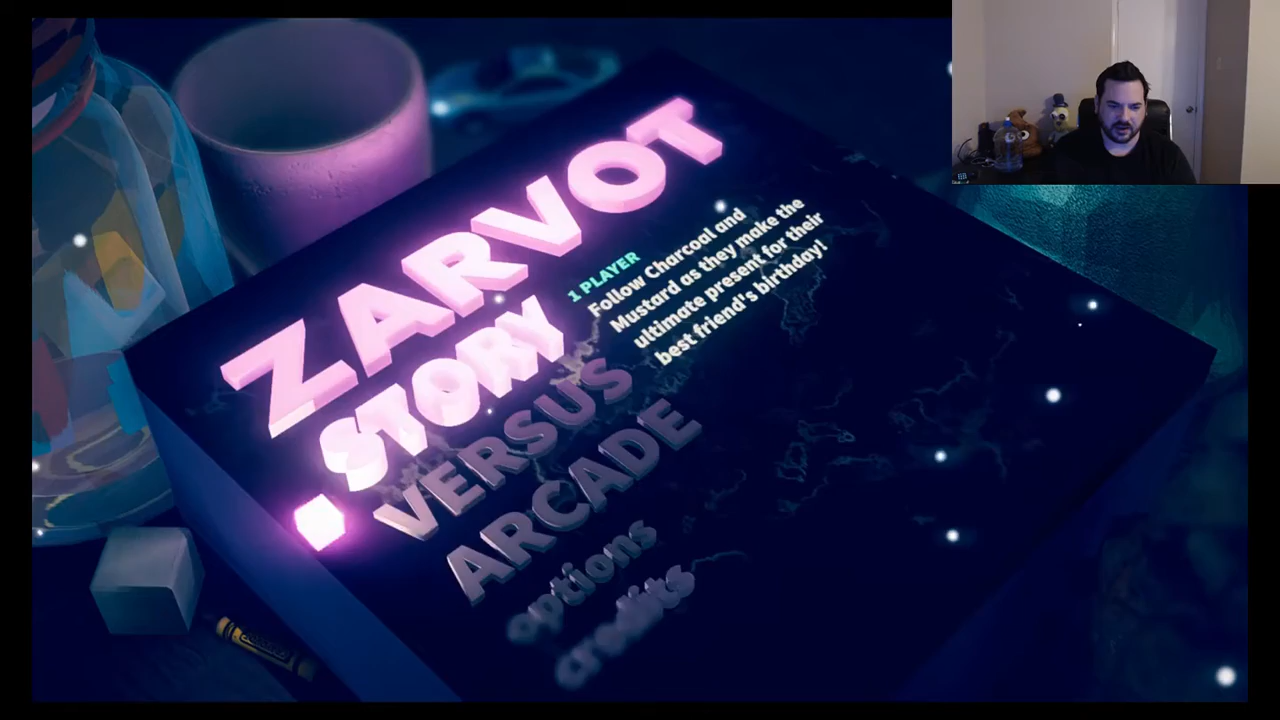 ZARVOT
STORY
1 PLAYER
Follow Charcoal and
Mustard as they make the
ultimate present for their
best friend's birthday!
VERSUS
ARCADE
options
credits